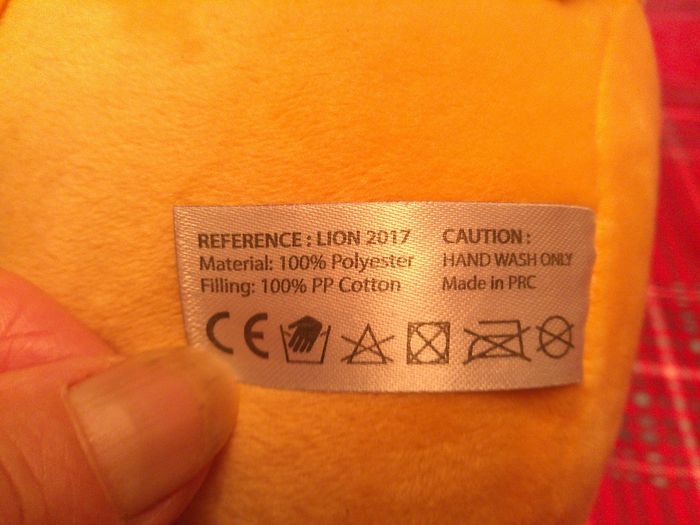 REFERENCE : LION 2017
Material: 100% Polyester
Filling: 100% PP Cotton
CAUTION :
HAND WASH ONLY
Made in PRC
CE